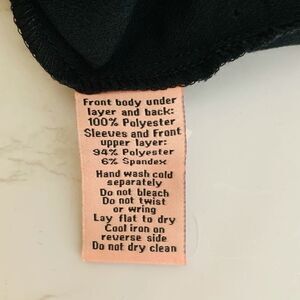 Front body under
layer and back:
100% Polyester
Sleeves and Front
upper layer:
94% Polyester
6% Spandex
Hand wash cold
separately
Do not bleach
Do not twist
or wring
Lay flat to dry
Cool iron on
reverse side
Do not dry clean